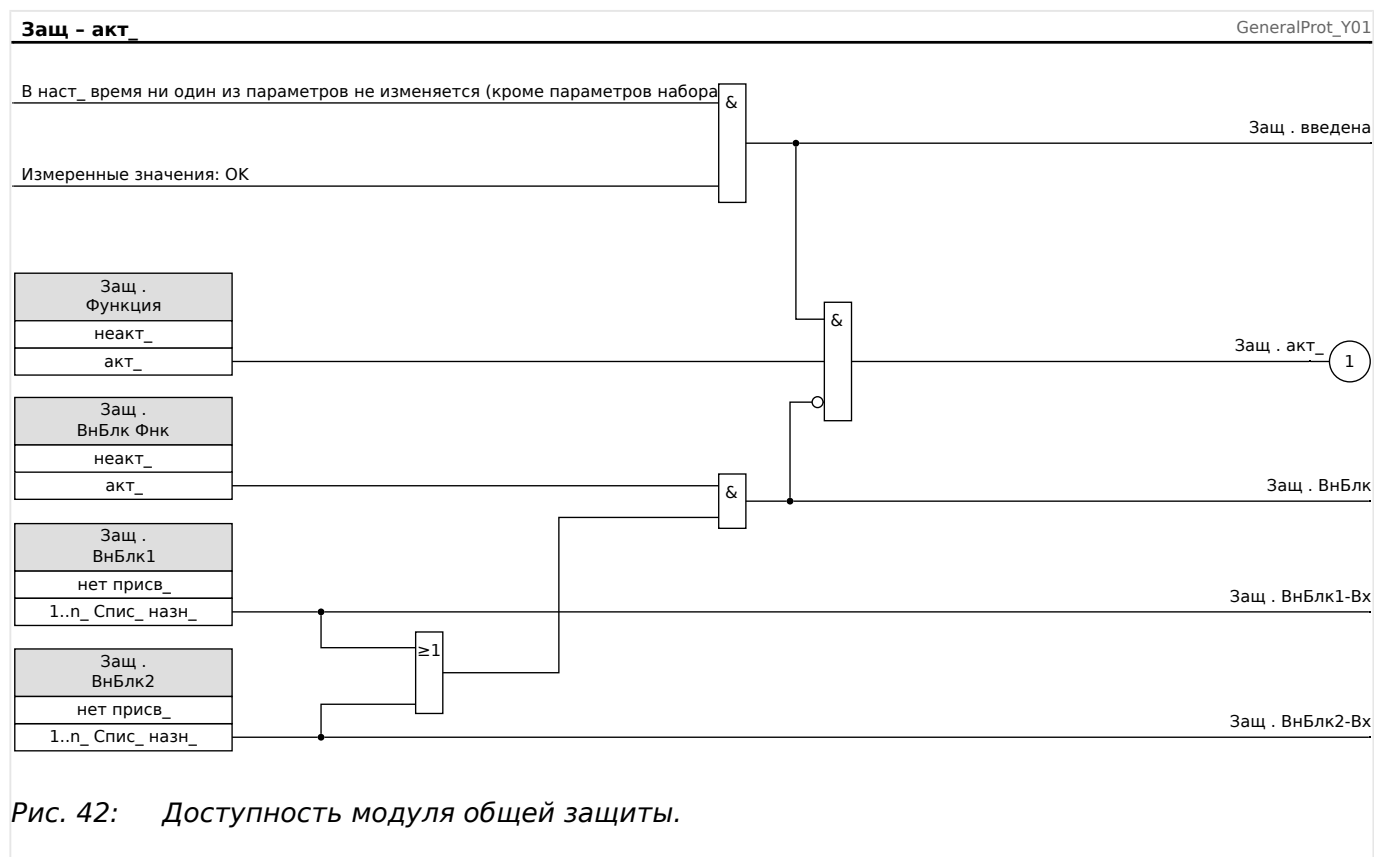 Защ – акт_
GeneralProt_Y01
В наст_ время ни один из параметров не изменяется (кроме параметров набора
&
Защ . введена
Измеренные значения: OK
Защ .
Функция
неакт_
акт_
&
Защ . акт_
1
Защ .
ВнБлк Фнк
неакт_
акт_
&
Защ . ВнБлк
Защ .
ВнБлк1
нет присв_
1..n_ Спис_ назн_
Защ . ВнБлк1-Вх
≥1
Защ .
ВнБлк2
нет присв_
1..n_ Спис_ назн_
Защ . ВнБлк2-Вх
Рис. 42: Доступность модуля общей защиты.